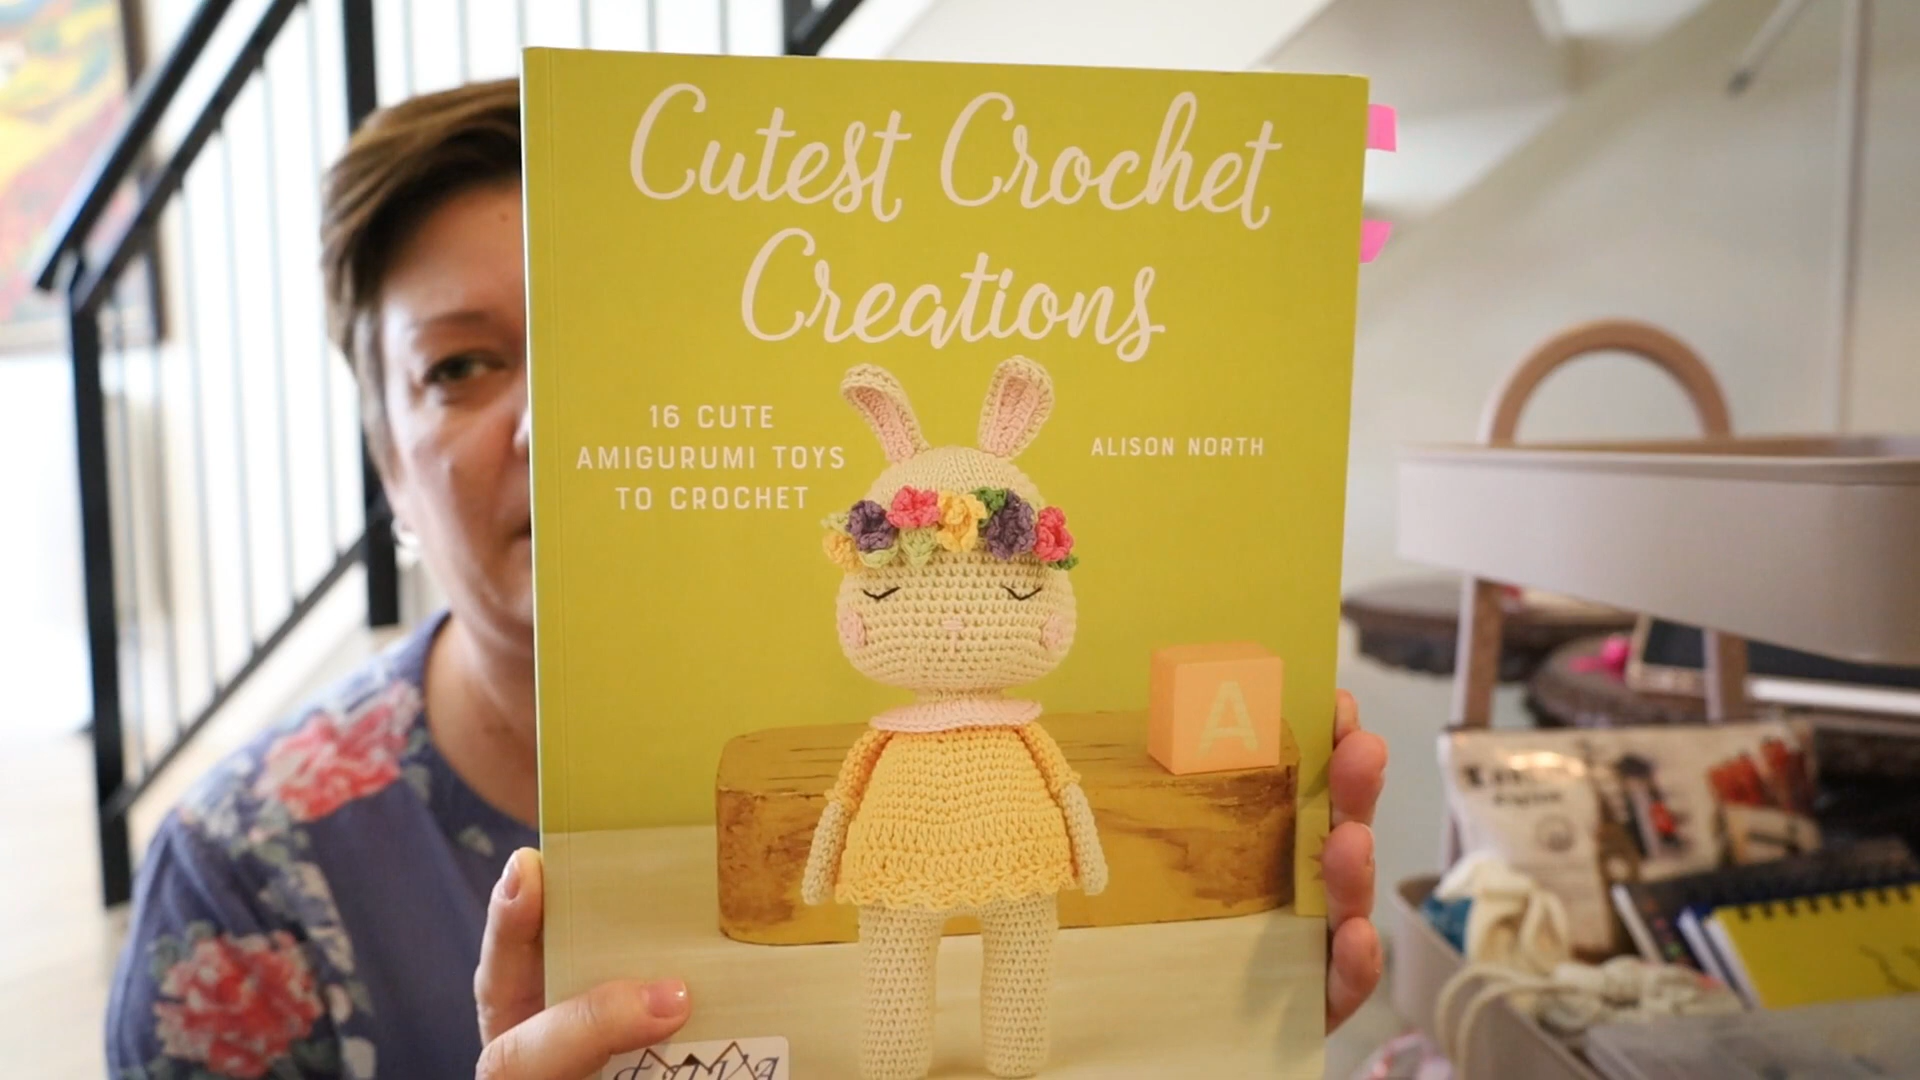 Cutest Crochet
Creations
16 CUTE
AMIGURUMI TOYS
TO CROCHET
ALISON NORTH
A